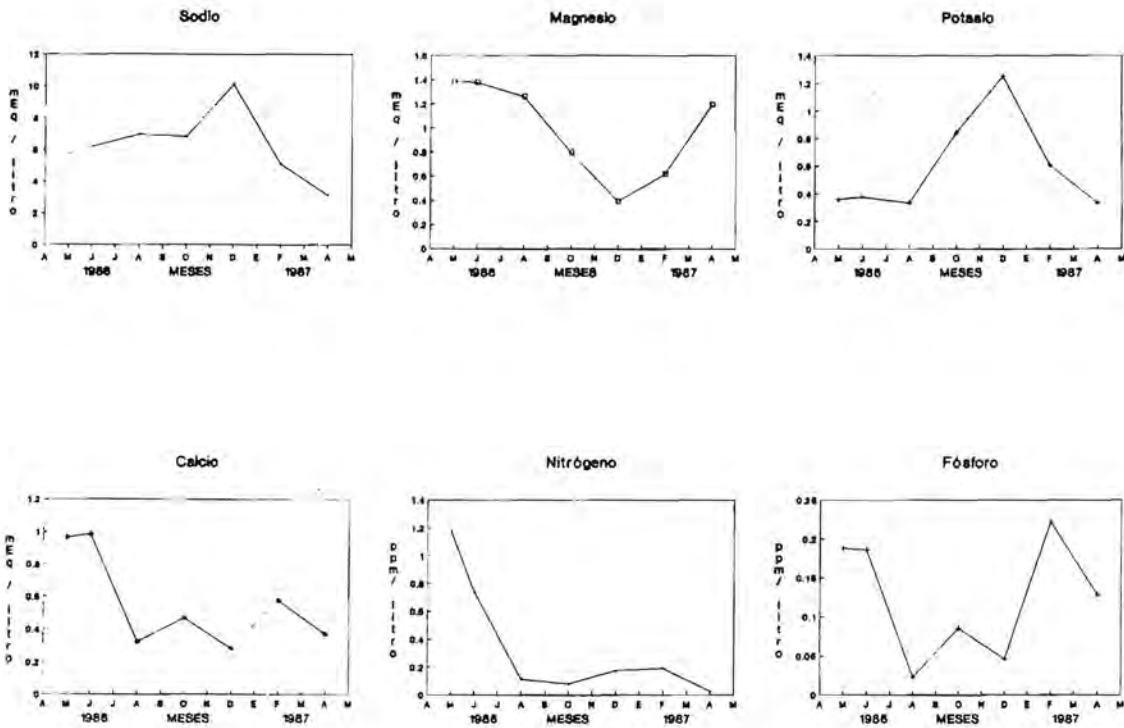 Sodio
12
10
8
6
4
2
0
mEq / litro
A M J J A S O N D E F M A M
1986 MESES 1987
Magnesio
1.6
1.4
1.2
1
0.8
0.6
0.4
0.2
0
mEq / litro
A M J J A S O N D E F M A M
1986 MESES 1987
Potasio
1.4
1.2
1
0.8
0.6
0.4
0.2
0
mEq / litro
A M J J A S O N D E F M A M
1986 MESES 1987
Calcio
1.2
1
0.8
0.6
0.4
0.2
0
mEq / litro
A M J J A S O N D E F M A M
1986 MESES 1987
Nitrógeno
1.4
1.2
1
0.8
0.6
0.4
0.2
0
ppm/ litro
A M J J A S O N D E F M A M
1986 MESES 1987
Fósforo
0.25
0.2
0.15
0.1
0.05
0
ppm/ litro
A M J J A S O N D E F M A M
1986 MESES 1987